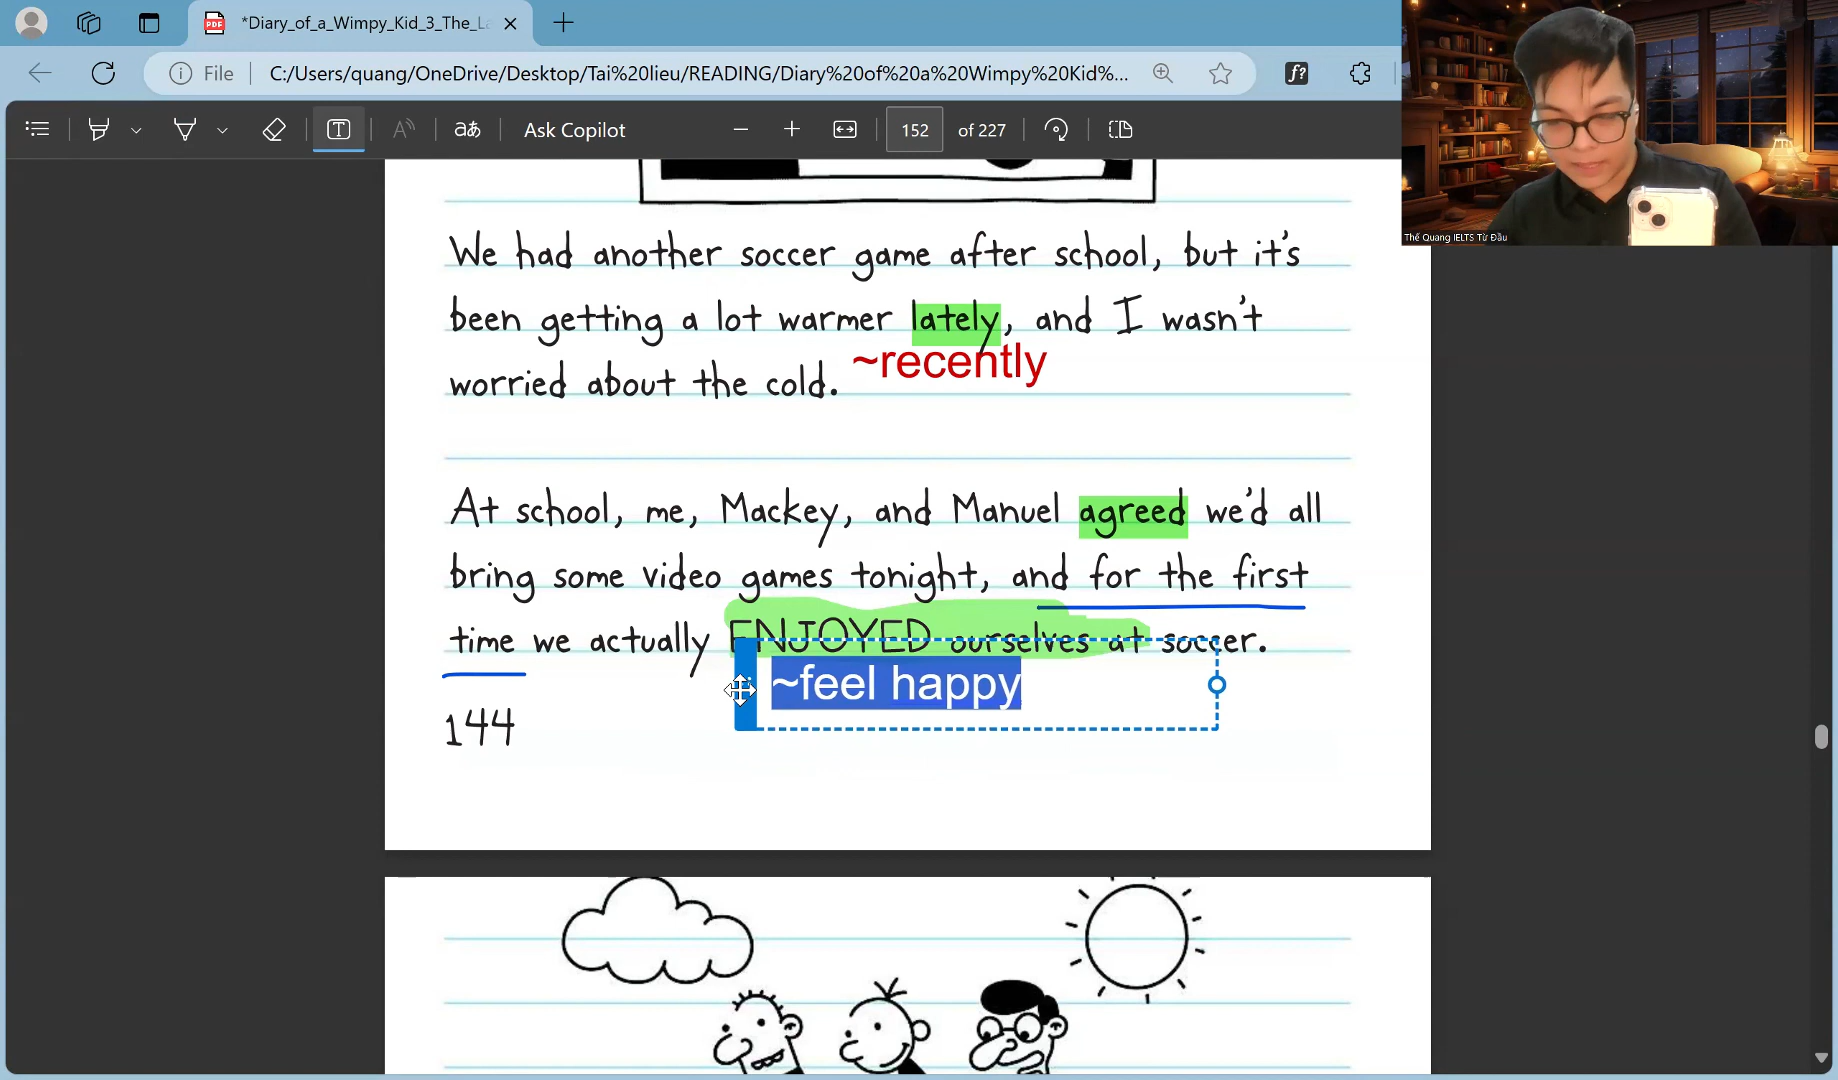 *Diary_of_a_Wimpy_Kid_3_The_La
File
C:/Users/quang/OneDrive/Desktop/Tai%20lieu/READING/Diary%20of%20a%20Wimpy%20Kid%...
f?
Ask Copilot
152 of 227
Thế Quang IELTS Từ Đầu
We had another soccer game after school, but it's
been getting a lot warmer lately, and I wasn't
~recently
worried about the cold.
At school, me, Mackey, and Manuel agreed we'd all
bring some video games tonight, and for the first
time we actually ENJOYED ourselves at soccer.
~feel happy
144